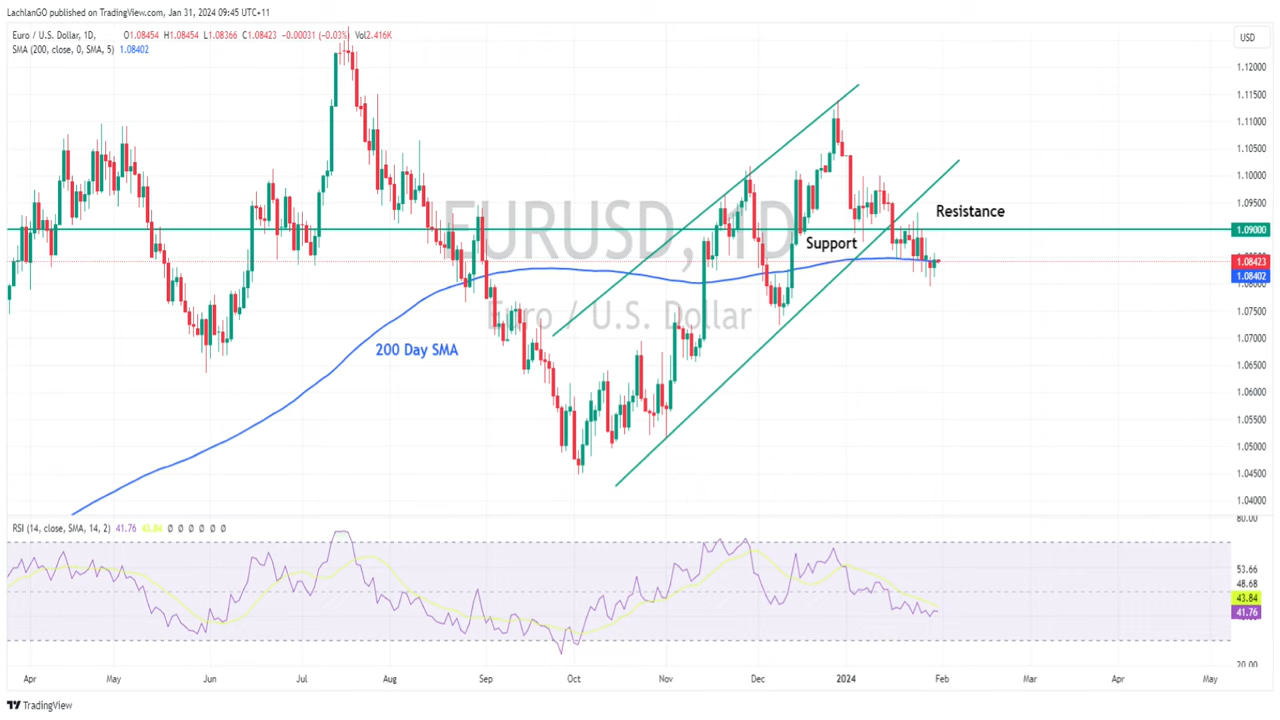 LachlanGO published on TradingView.com, Jan 31, 2024 09:45 UTC+11
Euro / U.S. Dollar, 1D, O1.08454 H1.08454 L1.08366 C1.08423 −0.00031 (−0.03%) Vol2.416K
SMA (200, close, 0, SMA, 5) 1.08402
USD
1.12000
1.11500
1.11000
1.10500
1.10000
1.09500
1.09000
1.08423
1.08402
1.08000
1.07500
1.07000
1.06500
1.06000
1.05500
1.05000
1.04500
1.04000
EURUSD, 1D
Euro / U.S. Dollar
Resistance
Support
200 Day SMA
RSI (14, close, SMA, 14, 2) 41.76 43.84 Ø Ø Ø Ø Ø Ø
80.00
53.66
48.68
43.84
41.76
20.00
Apr May Jun Jul Aug Sep Oct Nov Dec 2024 Feb Mar Apr May
TradingView